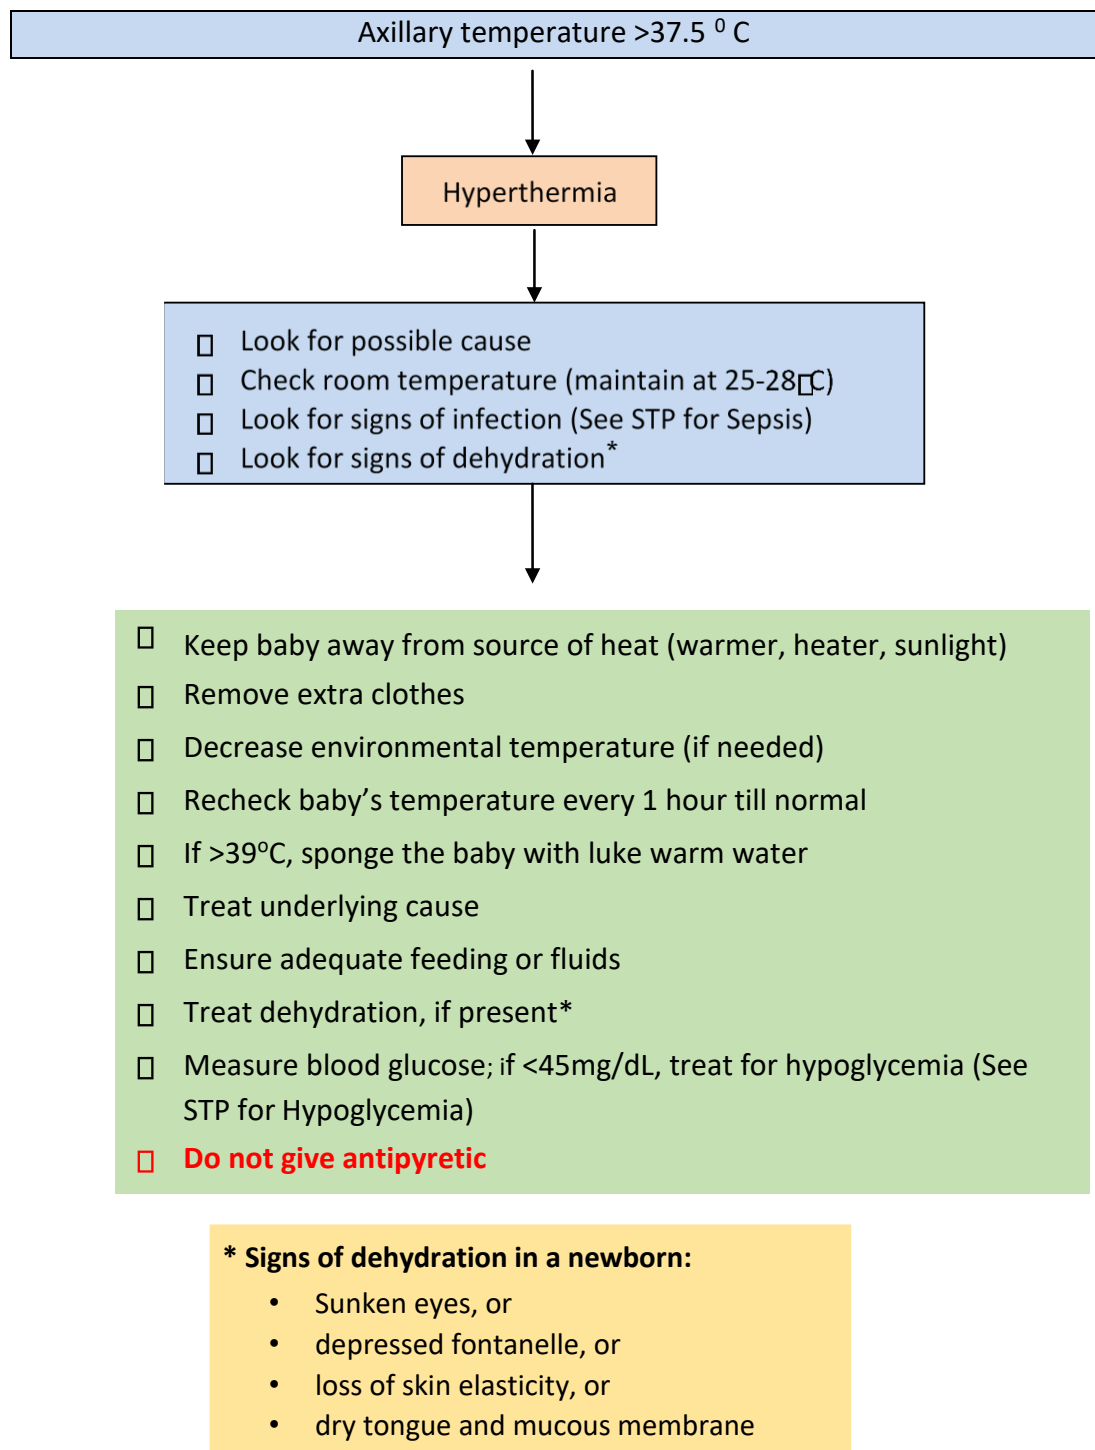 Axillary temperature >37.5 ⁰ C
Hyperthermia
Look for possible cause
Check room temperature (maintain at 25-28▯C)
Look for signs of infection (See STP for Sepsis)
Look for signs of dehydration*
Keep baby away from source of heat (warmer, heater, sunlight)
Remove extra clothes
Decrease environmental temperature (if needed)
Recheck baby’s temperature every 1 hour till normal
If >39°C, sponge the baby with luke warm water
Treat underlying cause
Ensure adequate feeding or fluids
Treat dehydration, if present*
Measure blood glucose; if <45mg/dL, treat for hypoglycemia (See
STP for Hypoglycemia)
Do not give antipyretic
* Signs of dehydration in a newborn:
• Sunken eyes, or
• depressed fontanelle, or
• loss of skin elasticity, or
• dry tongue and mucous membrane